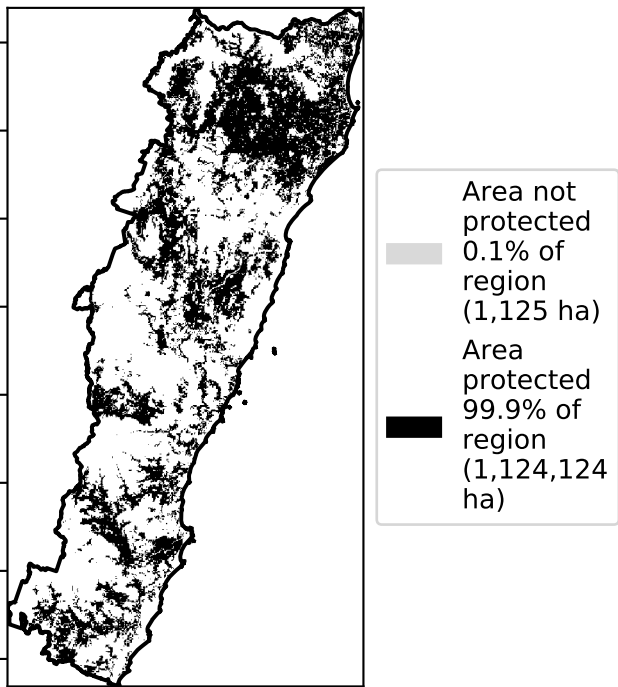 Area not
protected
0.1% of
region
(1,125 ha)
Area
protected
99.9% of
region
(1,124,124
ha)